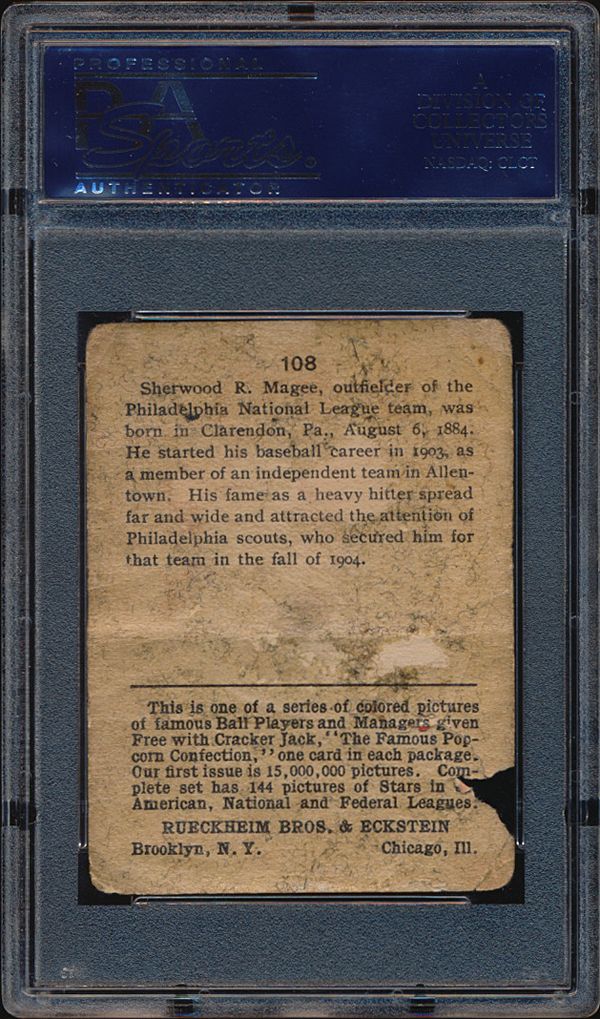 PROFESSIONAL
PSA
Sports.
AUTHENTICATOR
A
DIVISION OF
COLLECTORS
UNIVERSE
NASDAQ: CLCT
108
Sherwood R. Magee, outfielder of the
Philadelphia National League team, was
born in Clarendon, Pa., August 6, 1884.
He started his baseball career in 1903, as
a member of an independent team in Allen-
town. His fame as a heavy hitter spread
far and wide and attracted the attention of
Philadelphia scouts, who secured him for
that team in the fall of 1904.
This is one of a series of colored pictures
of famous Ball Players and Managers given
Free with Cracker Jack, "The Famous Pop-
corn Confection," one card in each package.
Our first issue is 15,000,000 pictures. Com-
plete set has 144 pictures of Stars in
American, National and Federal Leagues.
RUECKHEIM BROS. & ECKSTEIN
Brooklyn, N. Y. Chicago, Ill.